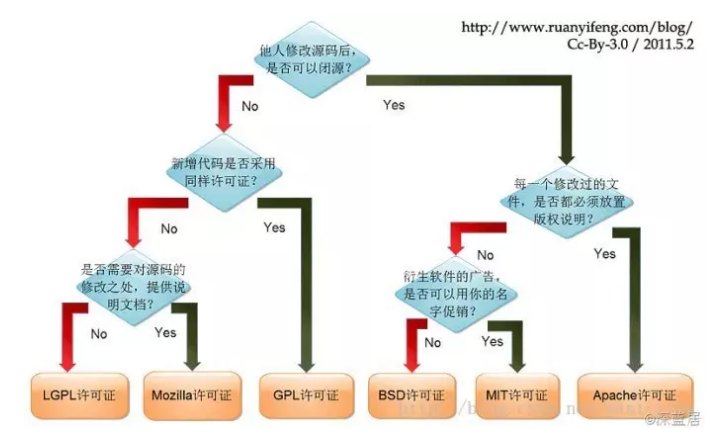 http://www.ruanyifeng.com/blog/
Cc-By-3.0 / 2011.5.2
他人修改源码后，
是否可以闭源？
No
Yes
新增代码是否采用
同样许可证？
每一个修改过的文
件，是否都必须放置
版权说明？
No
Yes
No
Yes
是否需要对源码的
修改之处，提供说
明文档？
衍生软件的广告，
是否可以用你的名
字促销？
No
Yes
No
Yes
LGPL许可证
Mozilla许可证
GPL许可证
BSD许可证
MIT许可证
Apache许可证
@深蓝居